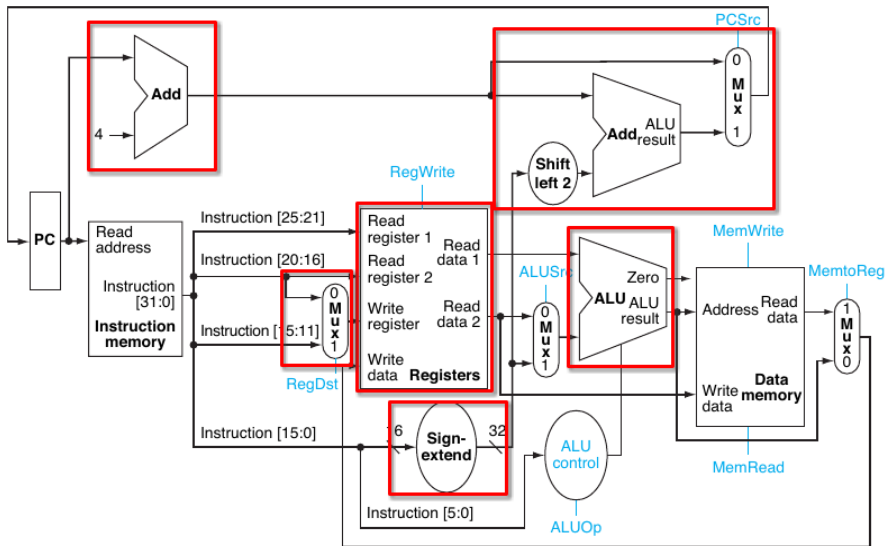 PCSrc
0
Mux
1
Add
4
Add
ALU
result
Shift
left 2
RegWrite
PC
Read
address
Instruction
[31:0]
Instruction
memory
Instruction [25:21]
Instruction [20:16]
Instruction [15:11]
0
Mux
1
RegDst
Read
register 1
Read
register 2
Write
register
Write
data
Read
data 1
Read
data 2
Registers
ALUSrc
0
Mux
1
Zero
ALU
ALU
result
MemWrite
Address
Read
data
Write
data
Data
memory
MemRead
MemtoReg
1
Mux
0
Instruction [15:0]
16
Sign-
extend
32
ALU
control
Instruction [5:0]
ALUOp